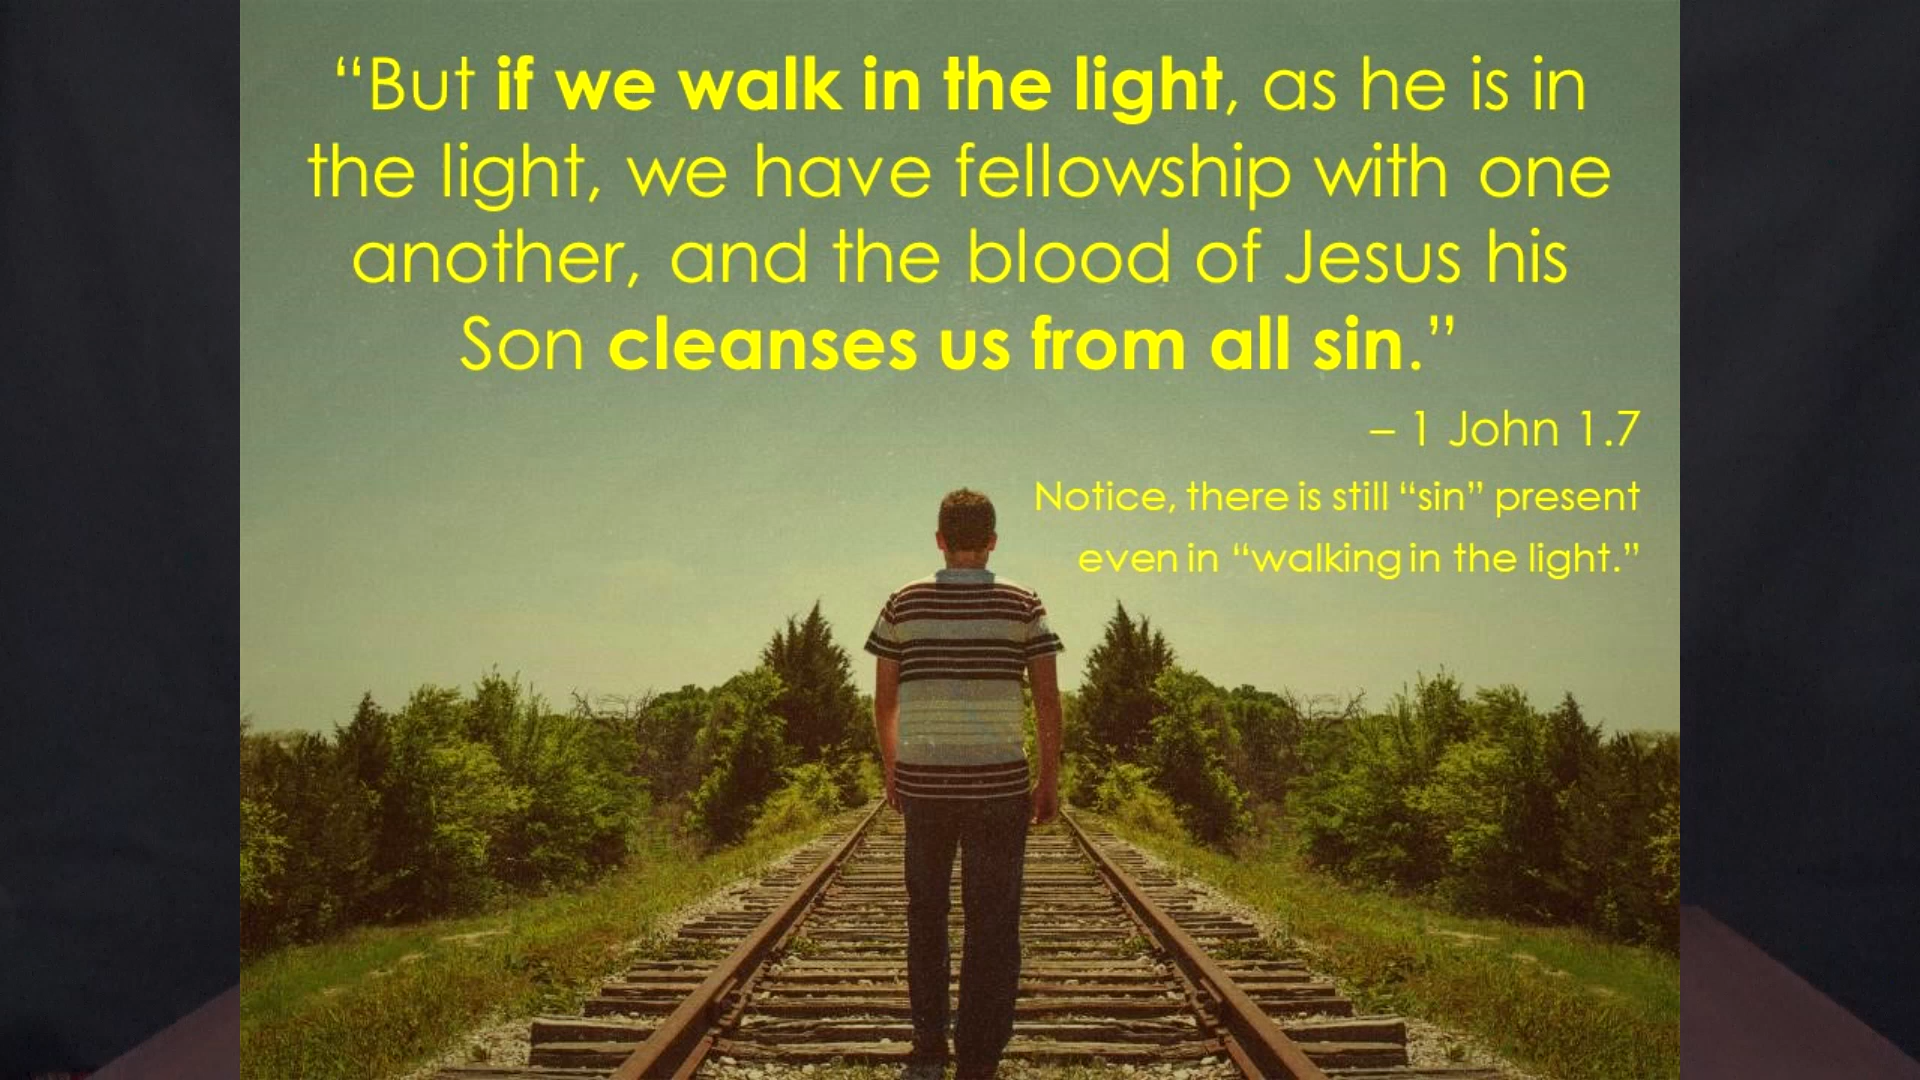 “But if we walk in the light, as he is in
the light, we have fellowship with one
another, and the blood of Jesus his
Son cleanses us from all sin.”
– 1 John 1.7
Notice, there is still “sin” present
even in “walking in the light.”